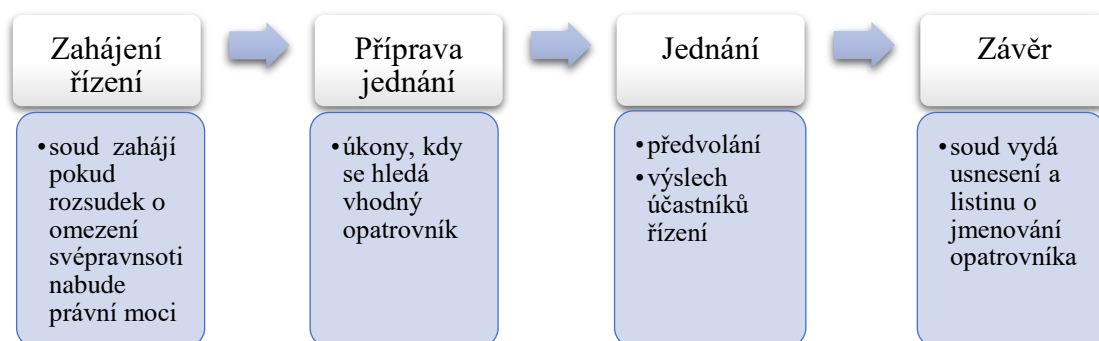 Zahájení
řízení
•soud zahájí
pokud
rozsudek o
omezení
svépravnsoti
nabude
právní moci
Příprava
jednání
•úkony, kdy
se hledá
vhodný
opatrovník
Jednání
•předvolání
•výslech
účastníků
řízení
Závěr
•soud vydá
usnesení a
listinu o
jmenování
opatrovníka